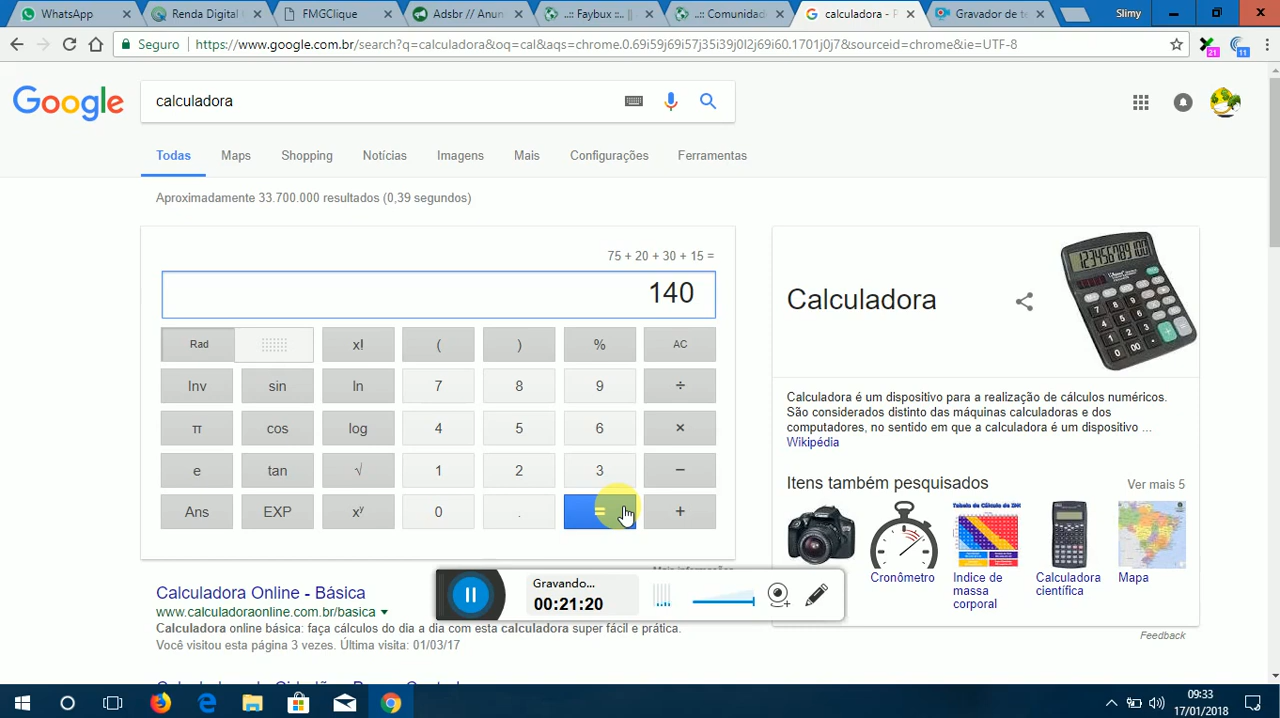 WhatsApp
Renda Digital
FMGClique
Adsbr // Anun
..:: Faybux ::.. ||
..:: Comunidad
calculadora - P
Gravador de te
Slimy
Seguro
https://www.google.com.br/search?q=calculadora&oq=cal&aqs=chrome.0.69i59j69i57j35i39j0l2j69i60.1701j0j7&sourceid=chrome&ie=UTF-8
21
11
Google
calculadora
Todas
Maps
Shopping
Notícias
Imagens
Mais
Configurações
Ferramentas
Aproximadamente 33.700.000 resultados (0,39 segundos)
75 + 20 + 30 + 15 =
140
Rad
x!
(
)
%
AC
Inv
sin
ln
7
8
9
÷
π
cos
log
4
5
6
×
e
tan
√
1
2
3
−
Ans
EXP
xʸ
0
.
=
+
Calculadora
Calculadora é um dispositivo para a realização de cálculos numéricos.
São considerados distinto das máquinas calculadoras e dos
computadores, no sentido em que a calculadora é um dispositivo ...
Wikipédia
Itens também pesquisados
Ver mais 5
Cronômetro
Indice de
massa
corporal
Calculadora
científica
Mapa
Feedback
Mais informações
Gravando...
00:21:20
Calculadora Online - Básica
www.calculadoraonline.com.br/basica
Calculadora online básica: faça cálculos do dia a dia com esta calculadora super fácil e prática.
Você visitou esta página 3 vezes. Última visita: 01/03/17
09:33
17/01/2018